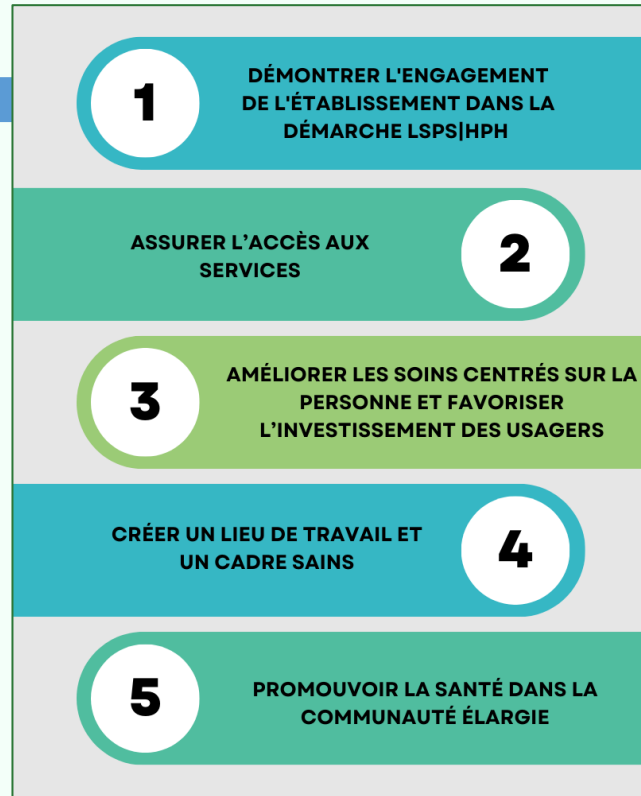 1
DÉMONTRER L'ENGAGEMENT
DE L'ÉTABLISSEMENT DANS LA
DÉMARCHE LSPS|HPH
ASSURER L’ACCÈS AUX
SERVICES
2
3
AMÉLIORER LES SOINS CENTRÉS SUR LA
PERSONNE ET FAVORISER
L’INVESTISSEMENT DES USAGERS
CRÉER UN LIEU DE TRAVAIL ET
UN CADRE SAINS
4
5
PROMOUVOIR LA SANTÉ DANS LA
COMMUNAUTÉ ÉLARGIE